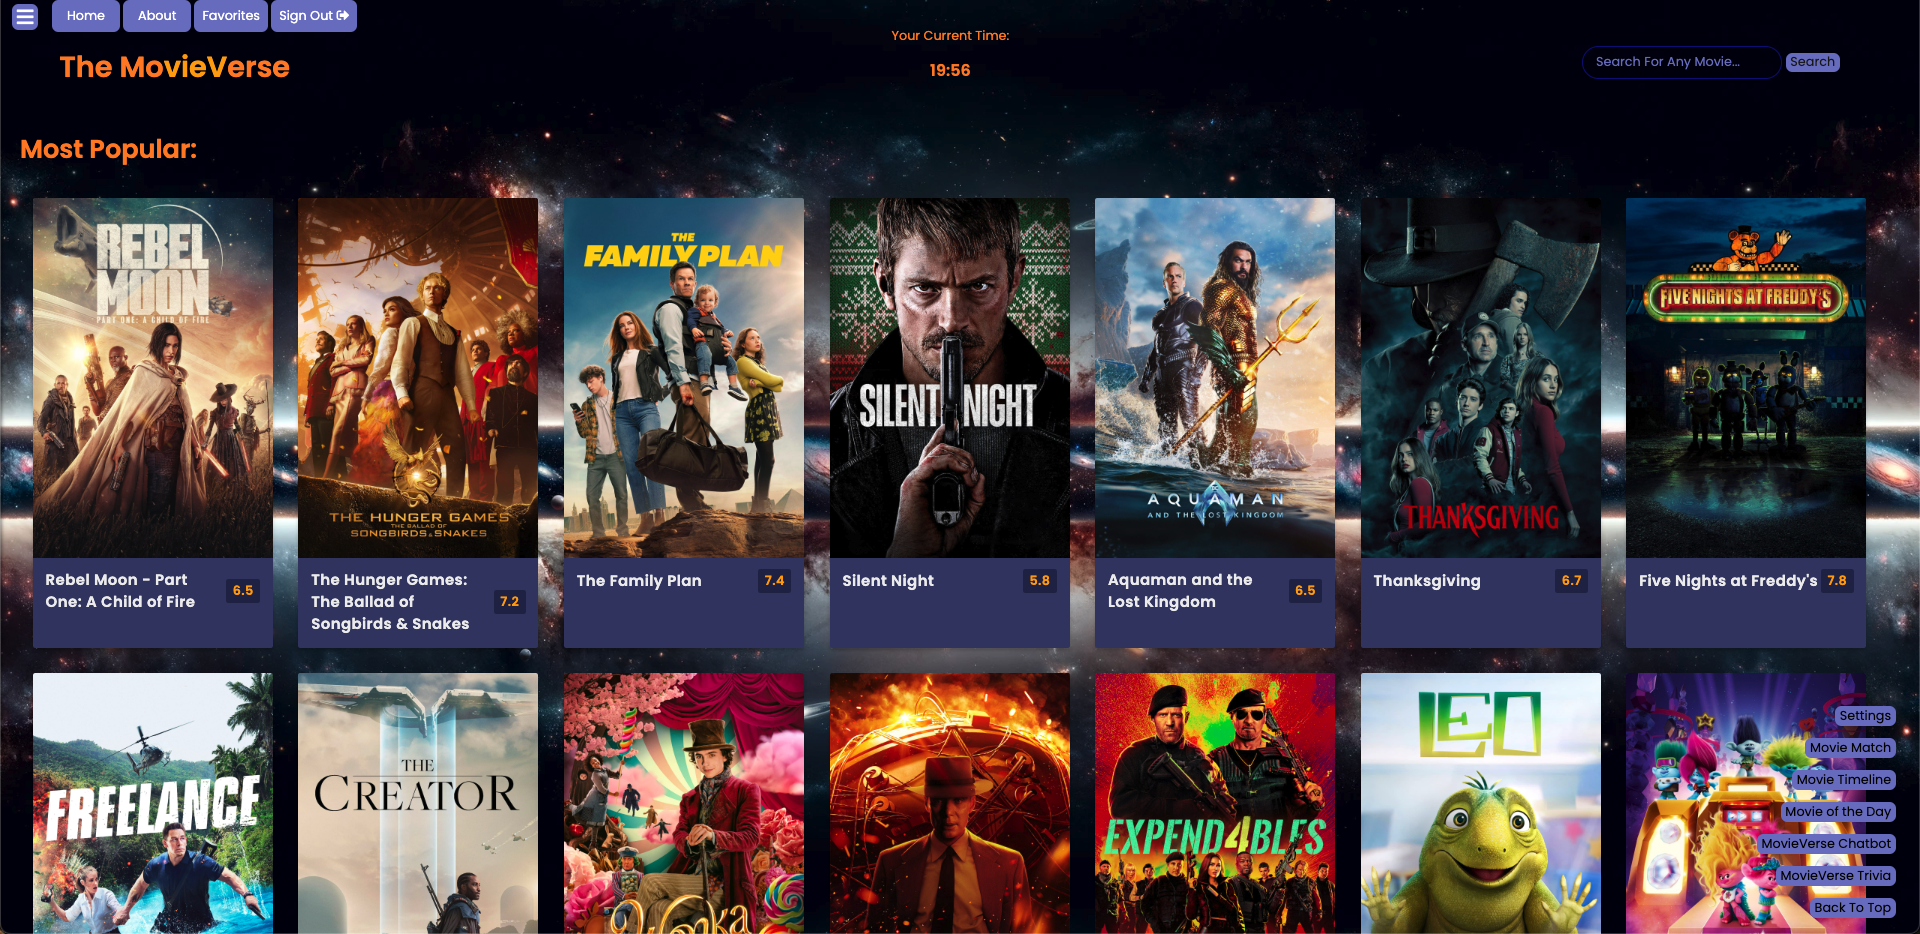 Home
About
Favorites
Sign Out
The MovieVerse
Your Current Time:
19:56
Search For Any Movie...
Search
Most Popular:
REBEL
MOON
PART ONE: A CHILD OF FIRE
THE HUNGER GAMES
THE BALLAD OF
SONGBIRDS & SNAKES
THE
FAMILY PLAN
SILENT NIGHT
AQUAMAN
AND THE LOST KINGDOM
THANKSGIVING
FIVE NIGHTS AT FREDDY'S
Rebel Moon - Part
One: A Child of Fire
6.5
The Hunger Games:
The Ballad of
Songbirds & Snakes
7.2
The Family Plan
7.4
Silent Night
5.8
Aquaman and the
Lost Kingdom
6.5
Thanksgiving
6.7
Five Nights at Freddy's
7.8
FREELANCE
THE
CREATOR
Wonka
EXPEND4BLES
LEO
Settings
Movie Match
Movie Timeline
Movie of the Day
MovieVerse Chatbot
MovieVerse Trivia
Back To Top